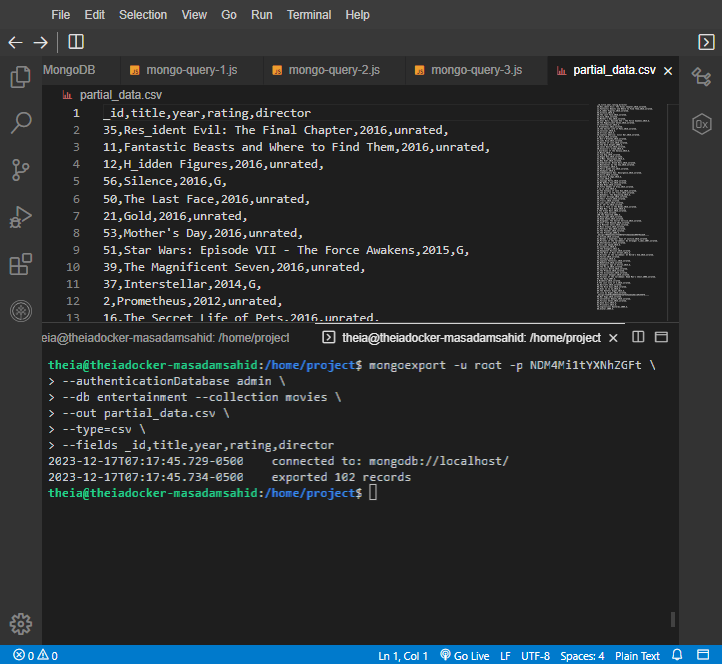 File Edit Selection View Go Run Terminal Help
MongoDB mongo-query-1.js mongo-query-2.js mongo-query-3.js partial_data.csv
partial_data.csv
1 _id,title,year,rating,director
2 35,Res_ident Evil: The Final Chapter,2016,unrated,
3 11,Fantastic Beasts and Where to Find Them,2016,unrated,
4 12,H_idden Figures,2016,unrated,
5 56,Silence,2016,G,
6 50,The Last Face,2016,unrated,
7 21,Gold,2016,unrated,
8 53,Mother's Day,2016,unrated,
9 51,Star Wars: Episode VII - The Force Awakens,2015,G,
10 39,The Magnificent Seven,2016,unrated,
11 37,Interstellar,2014,G,
12 2,Prometheus,2012,unrated,
13 16,The Secret Life of Pets,2016,unrated,
eia@theiadocker-masadamsahid: /home/project theia@theiadocker-masadamsahid: /home/project
theia@theiadocker-masadamsahid:/home/project$ mongoexport -u root -p NDM4Mi1tYXNhZGFt \
> --authenticationDatabase admin \
> --db entertainment --collection movies \
> --out partial_data.csv \
> --type=csv \
> --fields _id,title,year,rating,director
2023-12-17T07:17:45.729-0500 connected to: mongodb://localhost/
2023-12-17T07:17:45.734-0500 exported 102 records
theia@theiadocker-masadamsahid:/home/project$
0 0 Ln 1, Col 1 Go Live LF UTF-8 Spaces: 4 Plain Text